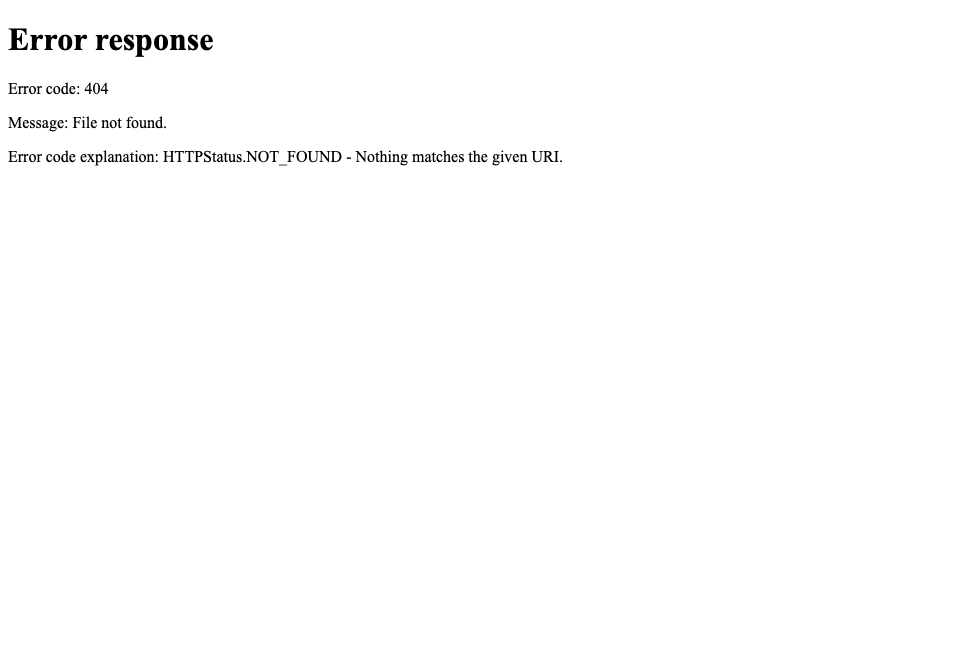 Error response
Error code: 404
Message: File not found.
Error code explanation: HTTPStatus.NOT_FOUND - Nothing matches the given URI.